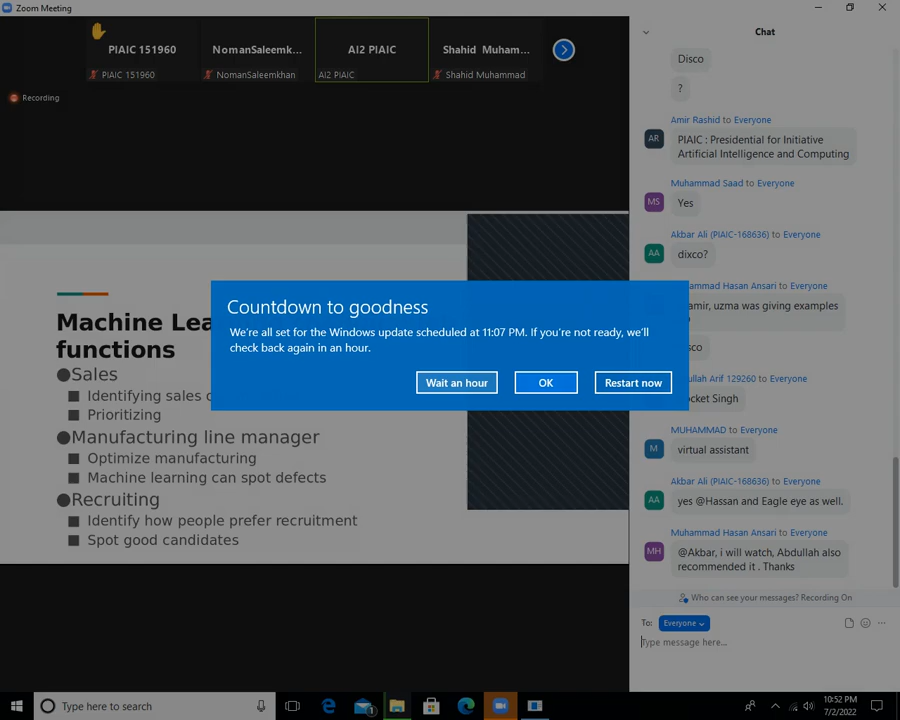 Zoom Meeting
PIAIC 151960
NomanSaleemk...
AI2 PIAIC
Shahid Muham...
PIAIC 151960
NomanSaleemkhan
AI2 PIAIC
Shahid Muhammad
Recording
Machine Lea
functions
●Sales
■ Identifying sales
■ Prioritizing
●Manufacturing line manager
■ Optimize manufacturing
■ Machine learning can spot defects
●Recruiting
■ Identify how people prefer recruitment
■ Spot good candidates
Countdown to goodness
We're all set for the Windows update scheduled at 11:07 PM. If you're not ready, we'll
check back again in an hour.
Wait an hour
OK
Restart now
Chat
Disco
?
Amir Rashid to Everyone
AR
PIAIC : Presidential for Initiative
Artificial Intelligence and Computing
Muhammad Saad to Everyone
MS
Yes
Akbar Ali (PIAIC-168636) to Everyone
AA
dixco?
ammad Hasan Ansari to Everyone
amir, uzma was giving examples
sco
ullah Arif 129260 to Everyone
ocket Singh
MUHAMMAD to Everyone
M
virtual assistant
Akbar Ali (PIAIC-168636) to Everyone
AA
yes @Hassan and Eagle eye as well.
Muhammad Hasan Ansari to Everyone
MH
@Akbar, i will watch, Abdullah also
recommended it . Thanks
Who can see your messages? Recording On
To: Everyone
Type message here...
Type here to search
1
10:52 PM
7/2/2022